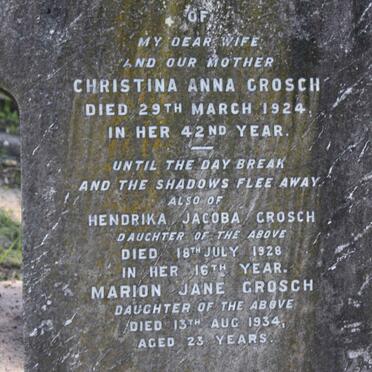 OF
MY DEAR WIFE
AND OUR MOTHER
CHRISTINA ANNA GROSCH
DIED 29TH MARCH 1924,
IN HER 42ND YEAR.
UNTIL THE DAY BREAK
AND THE SHADOWS FLEE AWAY
ALSO OF
HENDRIKA JACOBA GROSCH
DAUGHTER OF THE ABOVE
DIED 18TH JULY 1928
IN HER 16TH YEAR.
MARION JANE GROSCH
DAUGHTER OF THE ABOVE
DIED 13TH AUG 1934,
AGED 23 YEARS.